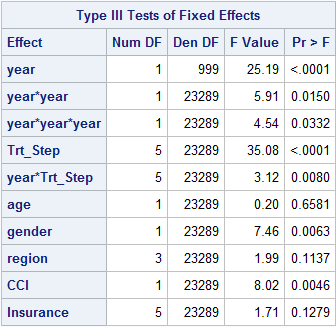 Type III Tests of Fixed Effects
Effect Num DF Den DF F Value Pr > F
year 1 999 25.19 <.0001
year*year 1 23289 5.91 0.0150
year*year*year 1 23289 4.54 0.0332
Trt_Step 5 23289 35.08 <.0001
year*Trt_Step 5 23289 3.12 0.0080
age 1 23289 0.20 0.6581
gender 1 23289 7.46 0.0063
region 3 23289 1.99 0.1137
CCI 1 23289 8.02 0.0046
Insurance 5 23289 1.71 0.1279